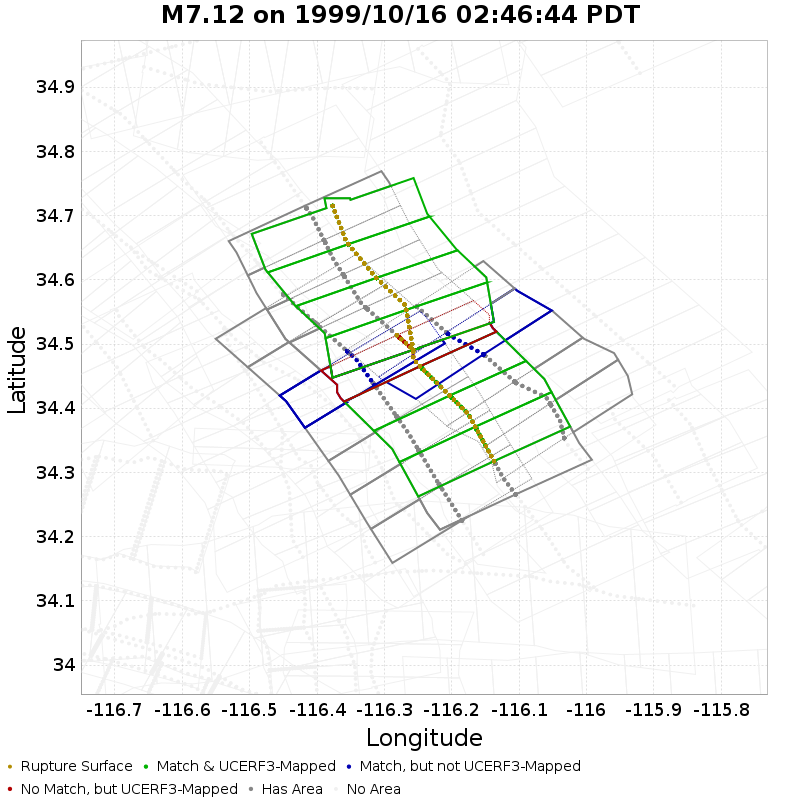 M7.12 on 1999/10/16 02:46:44 PDT
34.9
34.8
34.7
34.6
34.5
34.4
34.3
34.2
34.1
34
Latitude
-116.7 -116.6 -116.5 -116.4 -116.3 -116.2 -116.1 -116 -115.9 -115.8
Longitude
Rupture Surface Match & UCERF3-Mapped Match, but not UCERF3-Mapped
No Match, but UCERF3-Mapped Has Area No Area